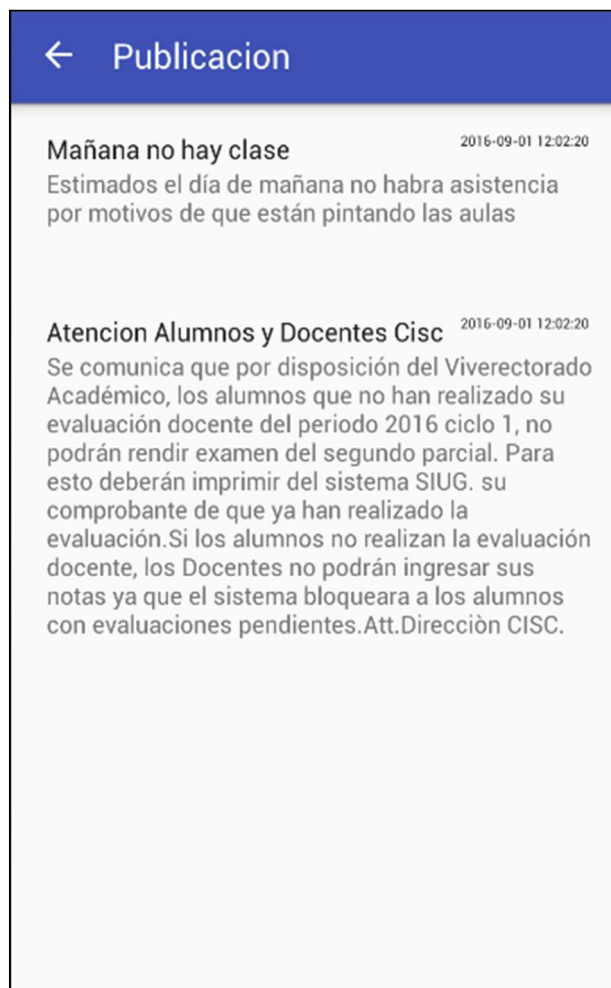 Publicacion
Mañana no hay clase 2016-09-01 12:02:20
Estimados el día de mañana no habra asistencia
por motivos de que están pintando las aulas
Atencion Alumnos y Docentes Cisc 2016-09-01 12:02:20
Se comunica que por disposición del Viverectorado
Académico, los alumnos que no han realizado su
evaluación docente del periodo 2016 ciclo 1, no
podrán rendir examen del segundo parcial. Para
esto deberán imprimir del sistema SIUG. su
comprobante de que ya han realizado la
evaluación.Si los alumnos no realizan la evaluación
docente, los Docentes no podrán ingresar sus
notas ya que el sistema bloqueara a los alumnos
con evaluaciones pendientes.Att.Direcciòn CISC.